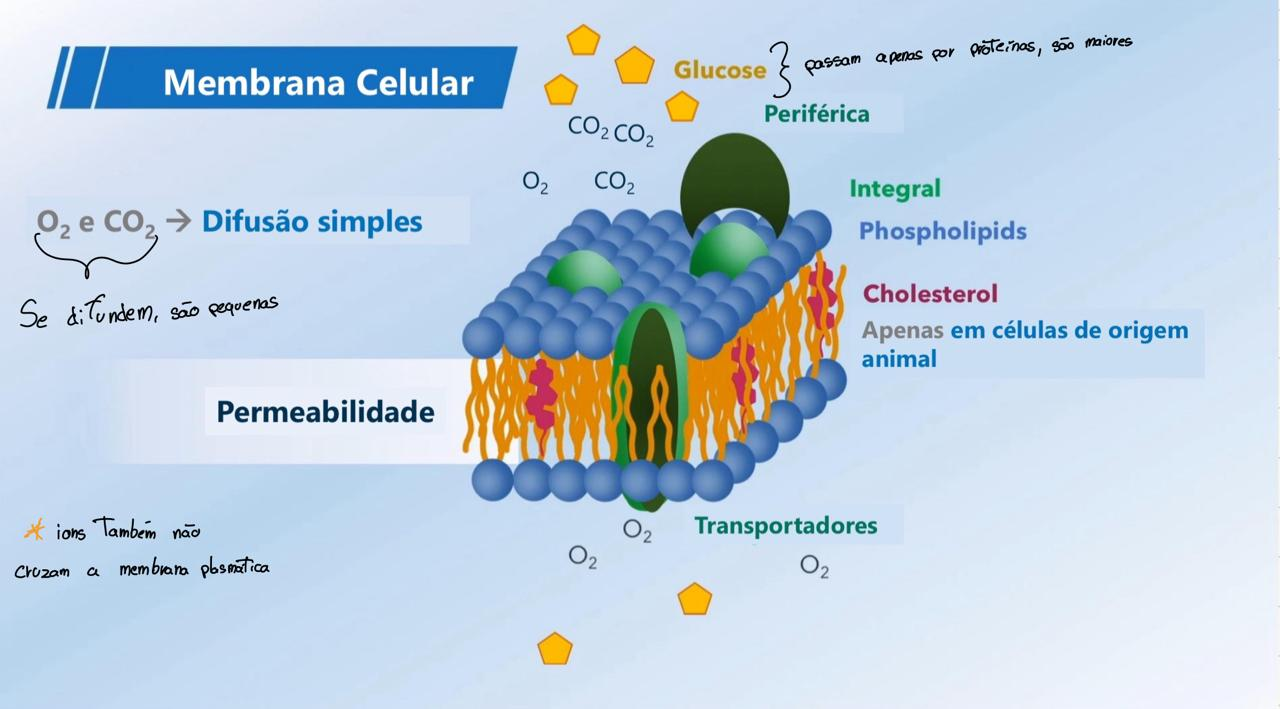 Membrana Celular
Glucose } passam apenas por proteínas, são maiores
Periférica
CO₂ CO₂
O₂ CO₂
Integral
O₂ e CO₂ → Difusão simples
Phospholipids
Se difundem, são pequenas
Cholesterol
Apenas em células de origem
animal
Permeabilidade
* ions Também não
cruzam a membrana plasmática
O₂
Transportadores
O₂
O₂